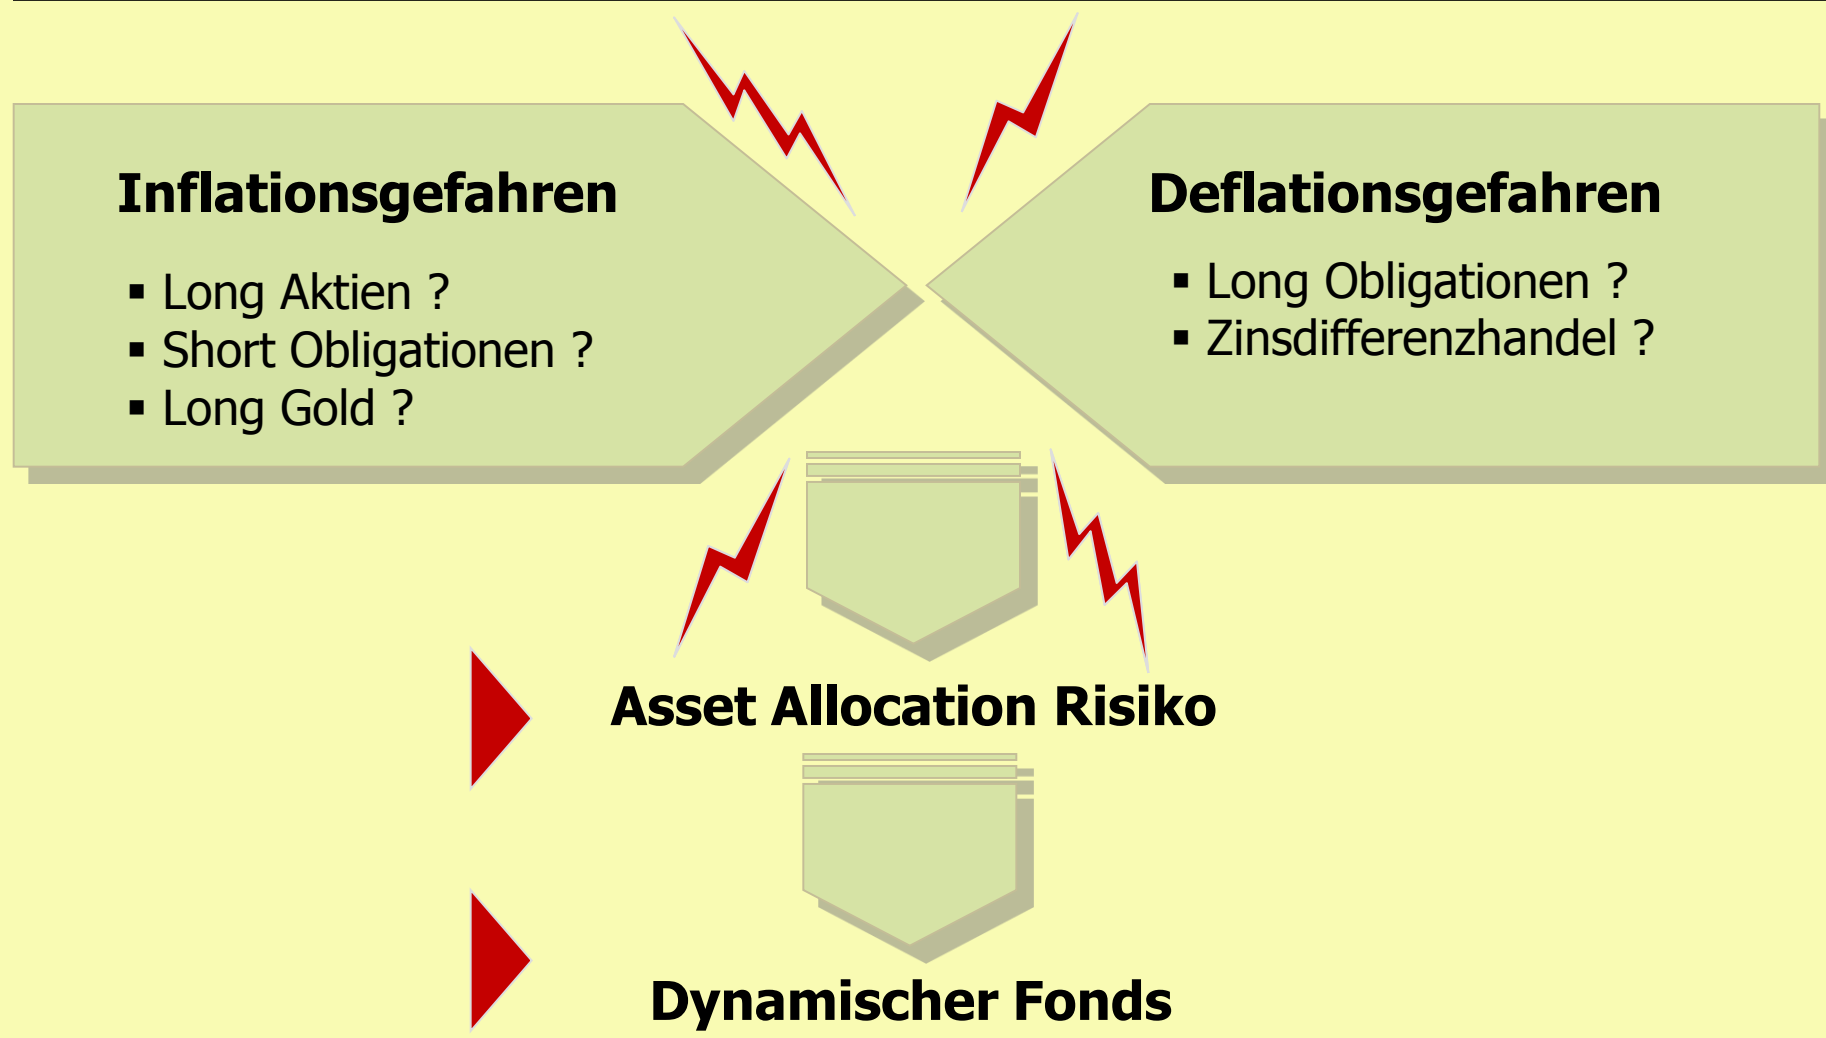 Inflationsgefahren
▪ Long Aktien ?
▪ Short Obligationen ?
▪ Long Gold ?
Deflationsgefahren
▪ Long Obligationen ?
▪ Zinsdifferenzhandel ?
Asset Allocation Risiko
Dynamischer Fonds